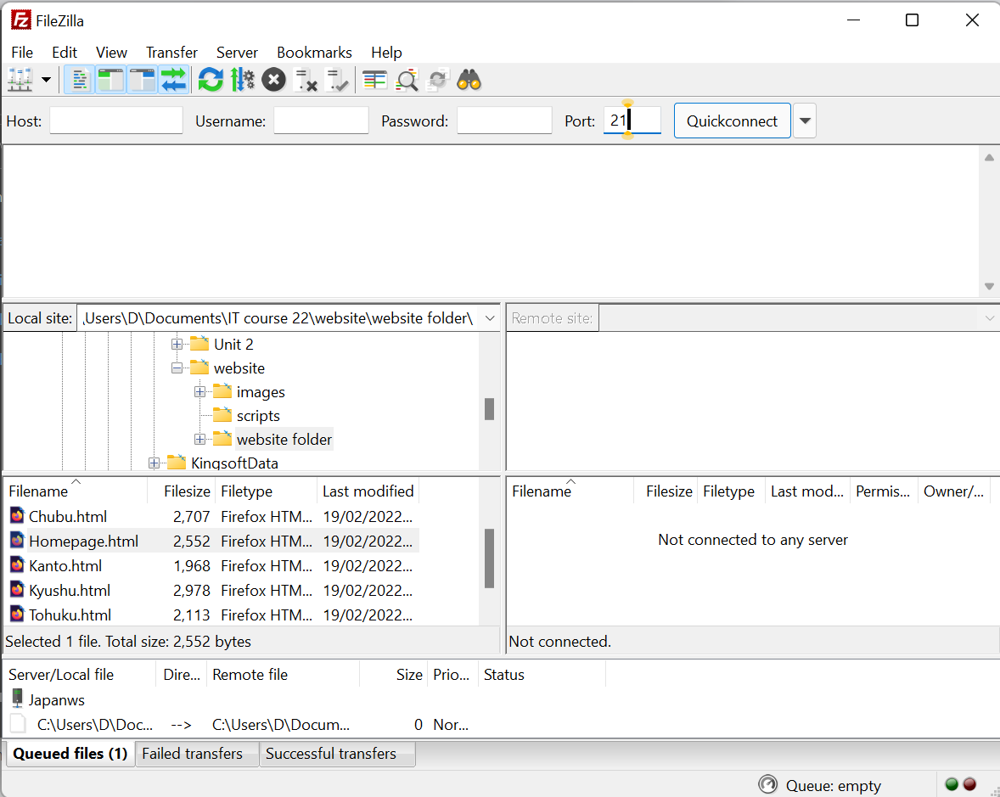 FileZilla
File Edit View Transfer Server Bookmarks Help
Host: Username: Password: Port: 21 Quickconnect
Local site: \Users\D\Documents\IT course 22\website\website folder\ Remote site:
Unit 2
website
images
scripts
website folder
KingsoftData
Filename Filesize Filetype Last modified
Chubu.html 2,707 Firefox HTM... 19/02/2022...
Homepage.html 2,552 Firefox HTM... 19/02/2022...
Kanto.html 1,968 Firefox HTM... 19/02/2022...
Kyushu.html 2,978 Firefox HTM... 19/02/2022...
Tohuku.html 2,113 Firefox HTM... 19/02/2022...
Selected 1 file. Total size: 2,552 bytes
Filename Filesize Filetype Last mod... Permis... Owner/...
Not connected to any server
Not connected.
Server/Local file Dire... Remote file Size Prio... Status
Japanws
C:\Users\D\Doc... --> C:\Users\D\Docum... 0 Nor...
Queued files (1) Failed transfers Successful transfers
Queue: empty